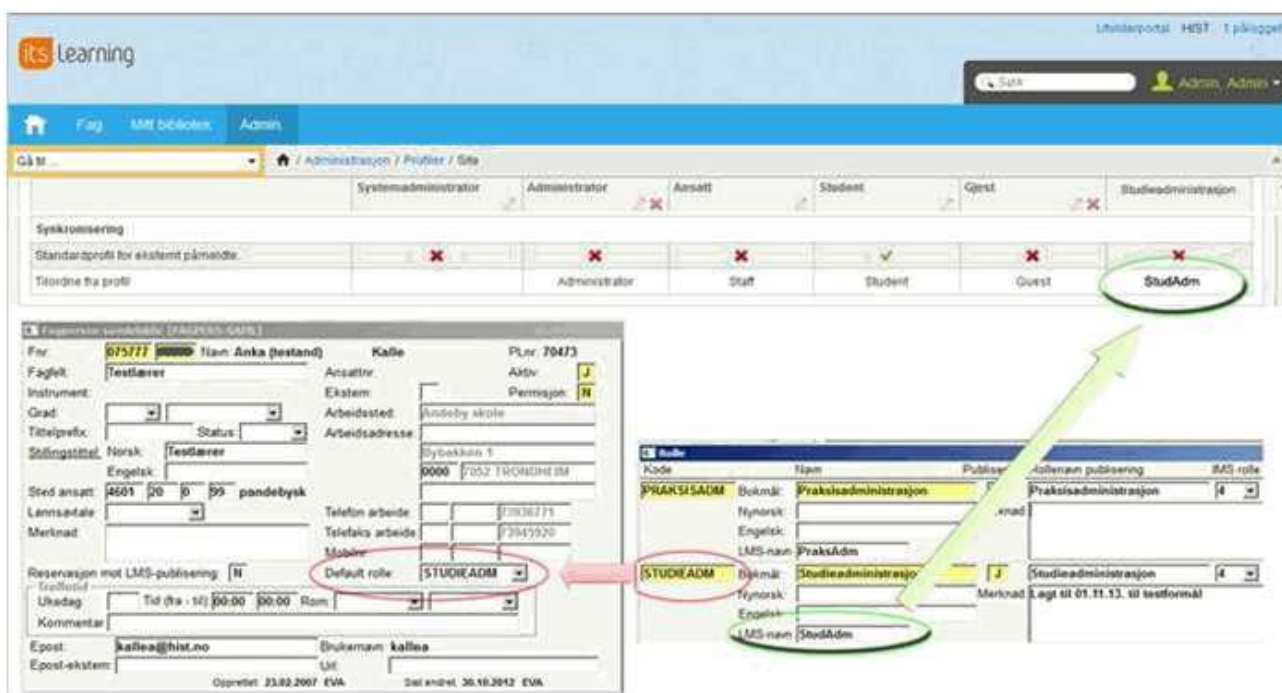 its learning
HIST 1 pålogget
Søk
Admin, Admin
Fag Mitt bibliotek Admin
Gå til ...
/ Administrasjon / Profiler / Site
Systemadministrator Administrator Ansatt Student Gjest Studieadministrasjon
Synkronisering
Standardprofil for eksternt påmeldte:
Tilordne fra profil Administrator Staff Student Guest StudAdm
Fagperson samlebilde
Fnr: 075777 Navn: Anka (testand) Kalle PLnr: 70473
Fagfelt: Testlærer Ansattnr: Aktiv: J
Instrument: Ekstern: Permisjon: N
Grad: Arbeidssted: Andeby skole
Tittelprefix: Status: Arbeidsadresse:
Stillingstittel: Norsk: Testlærer Bybakken 1
Engelsk: 0000 7052 TRONDHEIM
Sted ansatt: 4601 20 0 99 pandebysk
Lønnsavtale: Telefon arbeide: 73936771
Merknad: Telefaks arbeide: 73945920
Mobilnr:
Reservasjon mot LMS-publisering: N Default rolle: STUDIEADM
Treffetid
Ukedag: Tid (fra - til): 00:00 00:00 Rom:
Kommentar:
Epost: kallea@hist.no Brukernavn: kallea
Epost-ekstern: Url:
Opprettet: 23.02.2007 EVA Sist endret: 30.10.2012 EVA
Rolle
Kode Navn Rollenavn publisering IMS rolle
PRAKSISADM Bokmål: Praksisadministrasjon Praksisadministrasjon 4
Nynorsk:
Engelsk:
LMS-navn: PraksAdm
STUDIEADM Bokmål: Studieadministrasjo J Studieadministrasjon 4
Nynorsk: Merknad: Lagt til 01.11.13, til testformål
Engelsk:
LMS-navn: StudAdm